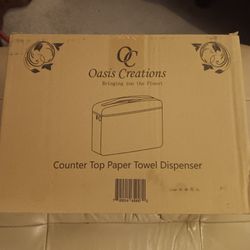 OC
Oasis Creations
Bringing you the Finest
Counter Top Paper Towel Dispenser